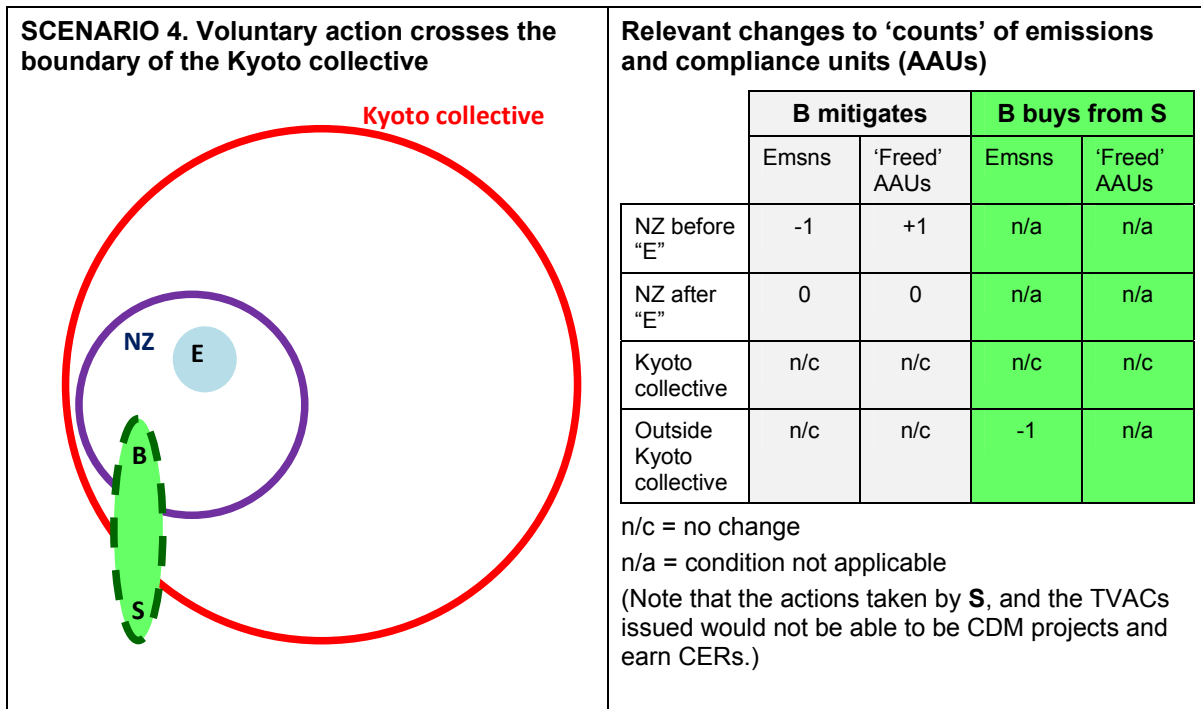 SCENARIO 4. Voluntary action crosses the
boundary of the Kyoto collective
Kyoto collective
NZ
E
B
S
Relevant changes to ‘counts’ of emissions
and compliance units (AAUs)
B mitigates B buys from S
Emsns ‘Freed’ AAUs Emsns ‘Freed’ AAUs
NZ before “E” -1 +1 n/a n/a
NZ after “E” 0 0 n/a n/a
Kyoto collective n/c n/c n/c n/c
Outside Kyoto collective n/c n/c -1 n/a
n/c = no change
n/a = condition not applicable
(Note that the actions taken by S, and the TVACs
issued would not be able to be CDM projects and
earn CERs.)